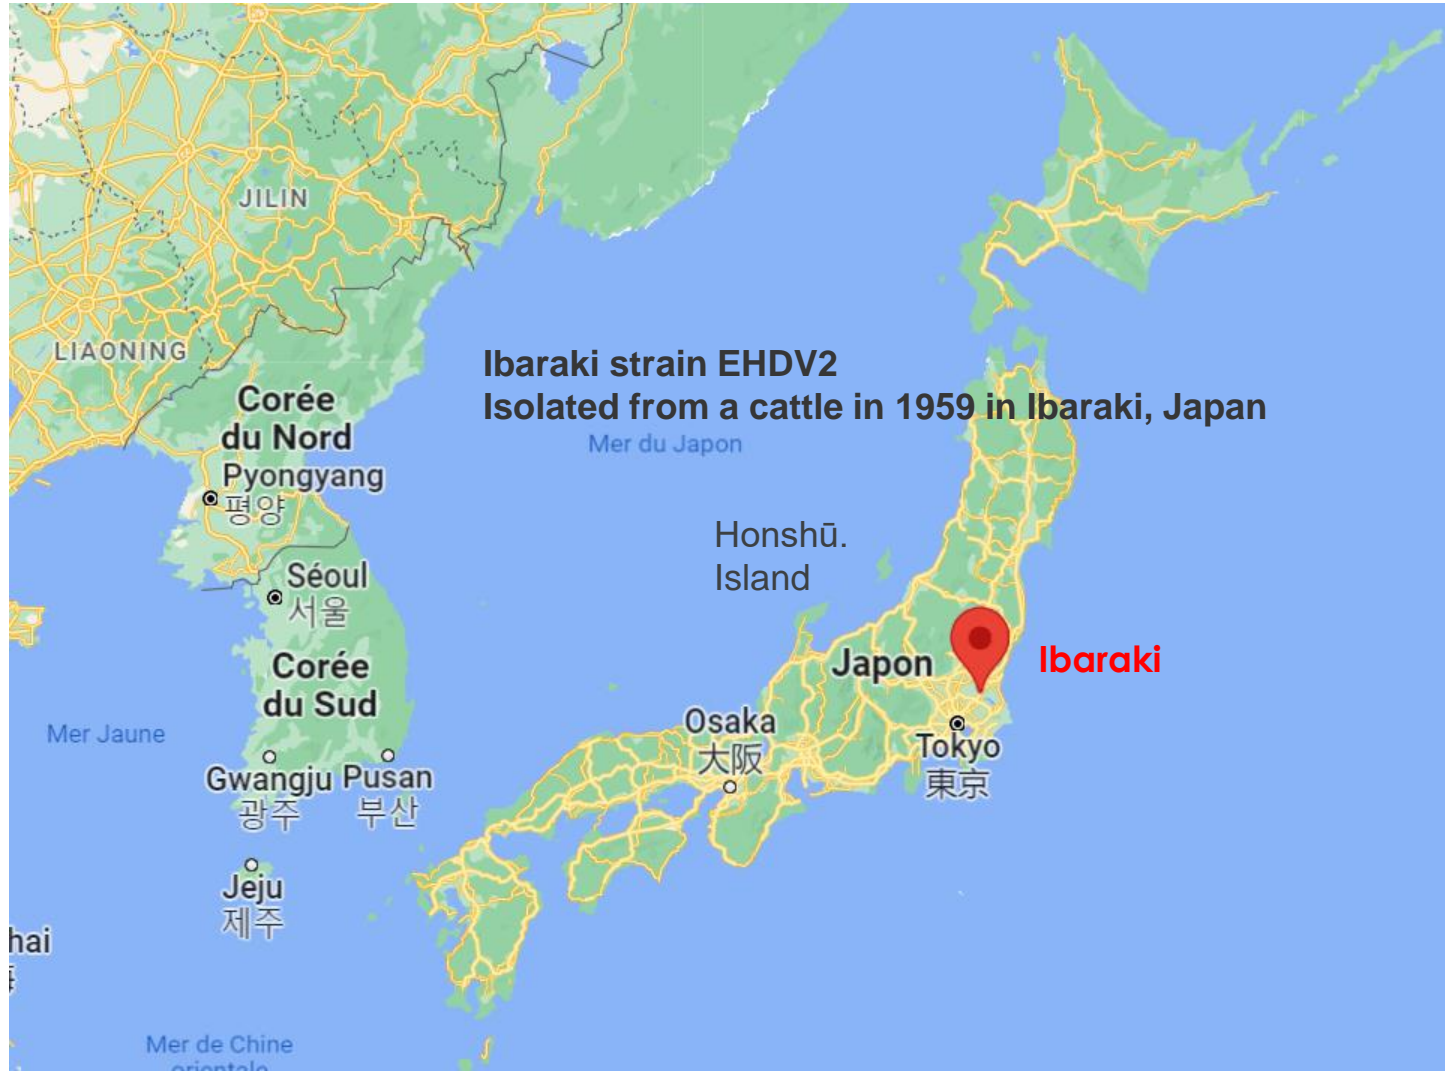 JILIN
LIAONING
Ibaraki strain EHDV2
Isolated from a cattle in 1959 in Ibaraki, Japan
Corée
du Nord
Pyongyang
평양
Mer du Japon
Honshū.
Island
Séoul
서울
Corée
du Sud
Japon
Ibaraki
Mer Jaune
Osaka
大阪
Tokyo
東京
Gwangju
광주
Pusan
부산
Jeju
제주
hai
Mer de Chine
orientale